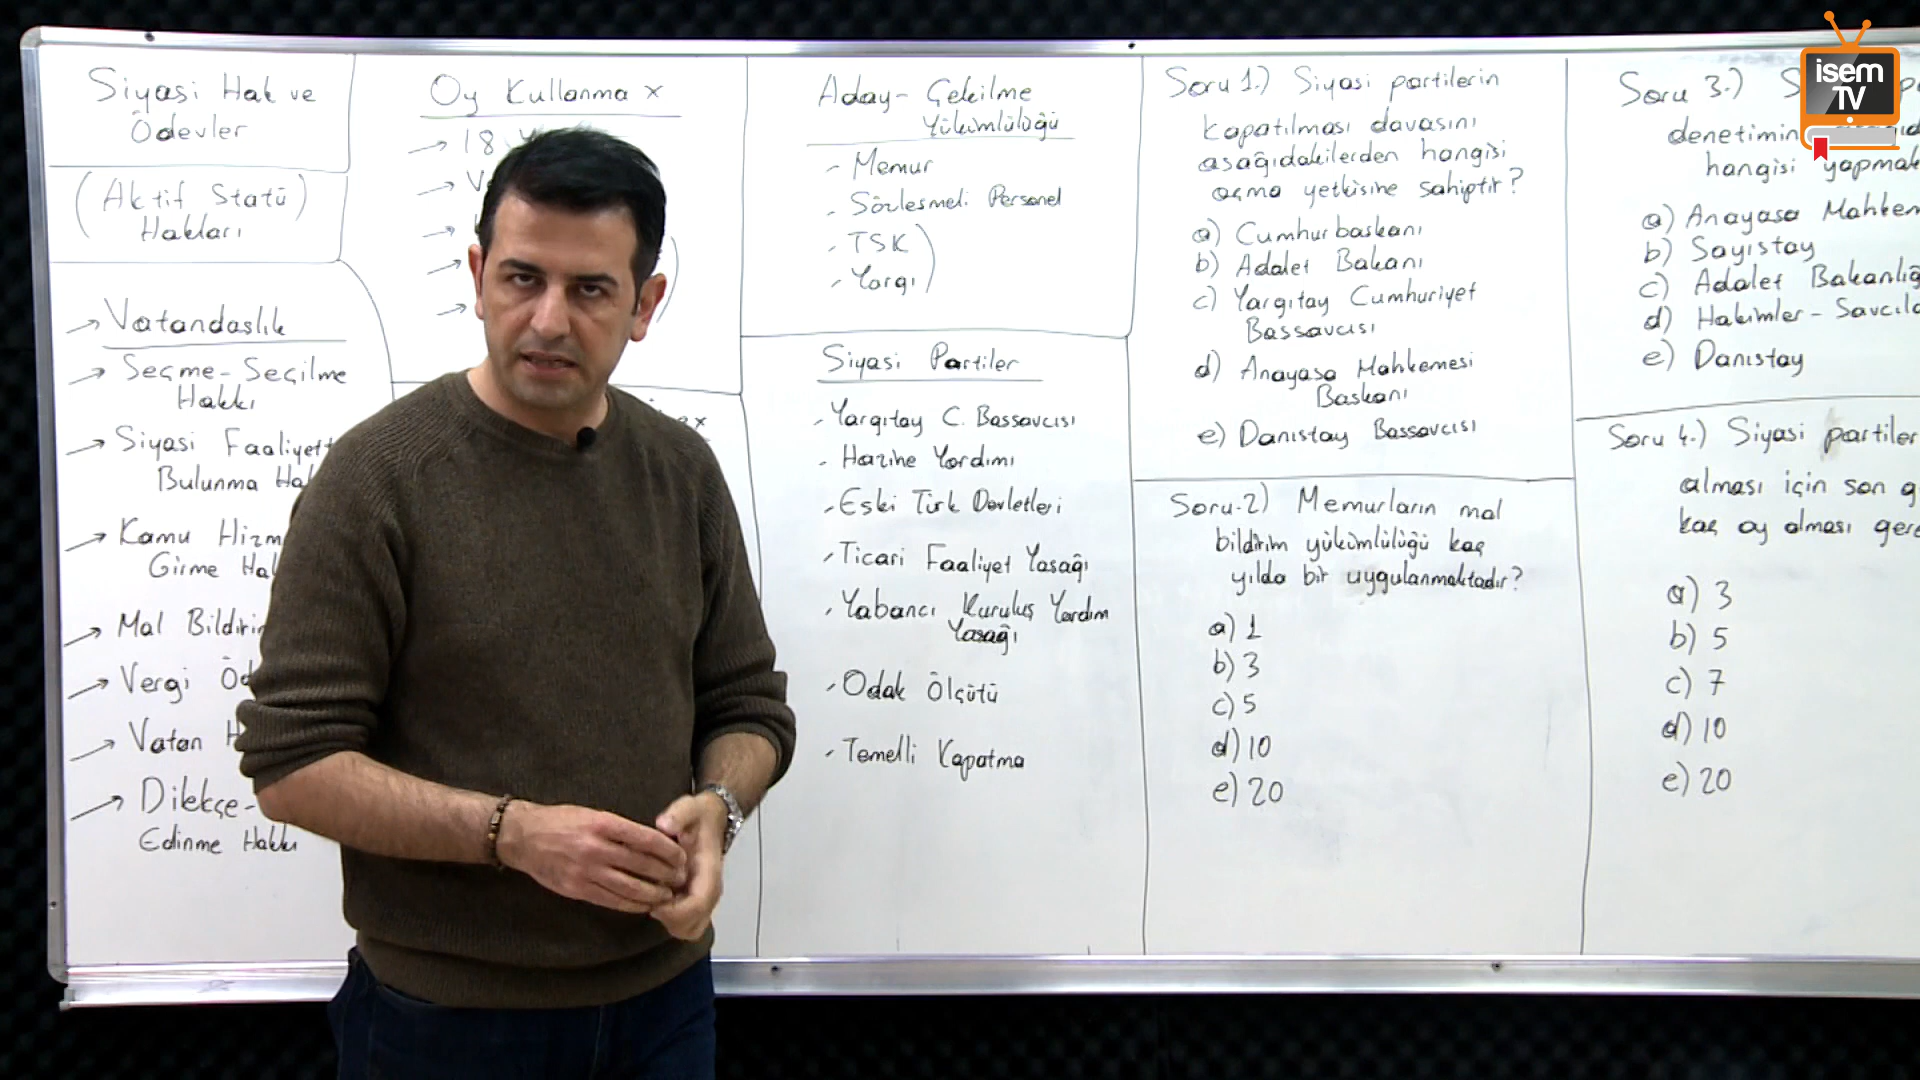 Siyasi Hak ve
Ödevler
(Aktif Statü)
Hakları
→ Vatandaşlık
→ Seçme-Seçilme
Hakkı
→ Siyasi Faaliyet
Bulunma
→ Kamu
Girme
→ Mal
→ Vergi
→ Vatan
→ Dilekçe-
Edinme Hakkı
Oy Kullanma x
→ 18
Aday- Çekilme
Yükümlülüğü
- Memur
- Sözleşmeli Personel
- TSK
- Yargı
Siyasi Partiler
- Yargıtay C. Başsavcısı
- Hazine Yardımı
- Eski Türk Devletleri
- Ticari Faaliyet Yasağı
- Yabancı Kuruluş Yardım
Yasağı
- Odak Ölçütü
- Temelli Kapatma
Soru 1.) Siyasi partilerin
kapatılması davasını
aşağıdakilerden hangisi
açma yetkisine sahiptir?
a) Cumhurbaşkanı
b) Adalet Bakanı
c) Yargıtay Cumhuriyet
Başsavcısı
d) Anayasa Mahkemesi
Başkanı
e) Danıştay Başsavcısı
Soru.2) Memurların mal
bildirim yükümlülüğü kaç
yılda bir uygulanmaktadır?
a) 1
b) 3
c) 5
d) 10
e) 20
Soru 3.)
hangisi
a) Anayasa
b) Sayıştay
c) Adalet
d) Hakimler-
e) Danıştay
Soru 4.) Siyasi
alması için son
kaç ay olması
a) 3
b) 5
c) 7
d) 10
e) 20
isem
TV